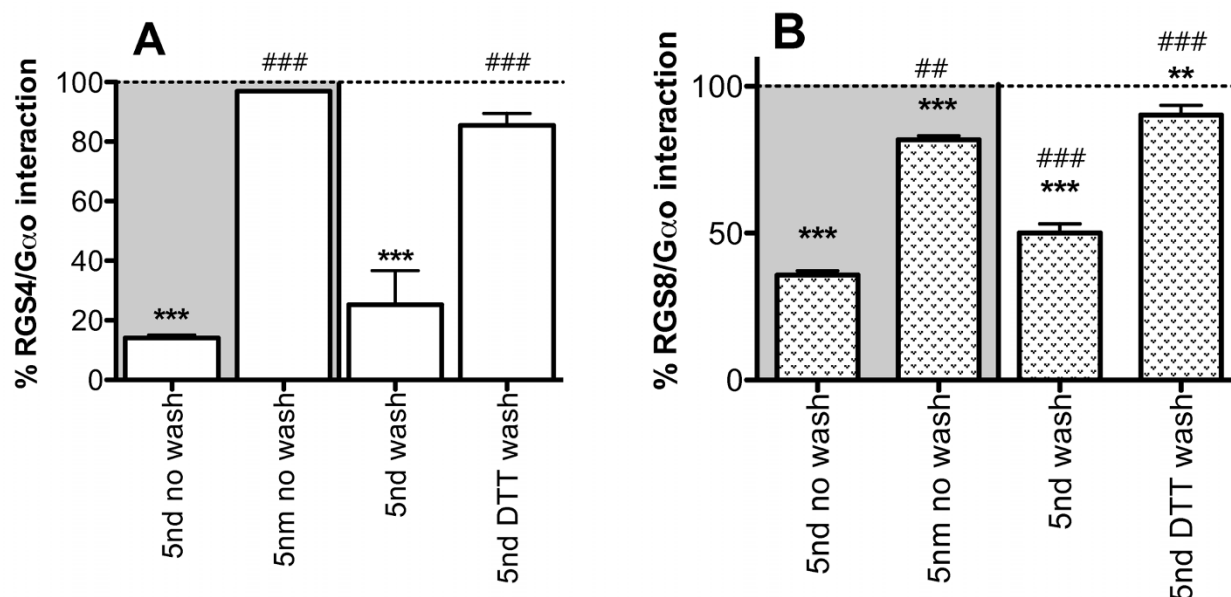 A
% RGS4/Gαo interaction
100
80
60
40
20
0
###
###
***
***
5nd no wash
5nm no wash
5nd wash
5nd DTT wash
B
% RGS8/Gαo interaction
100
50
0
###
**
##
***
###
***
***
5nd no wash
5nm no wash
5nd wash
5nd DTT wash